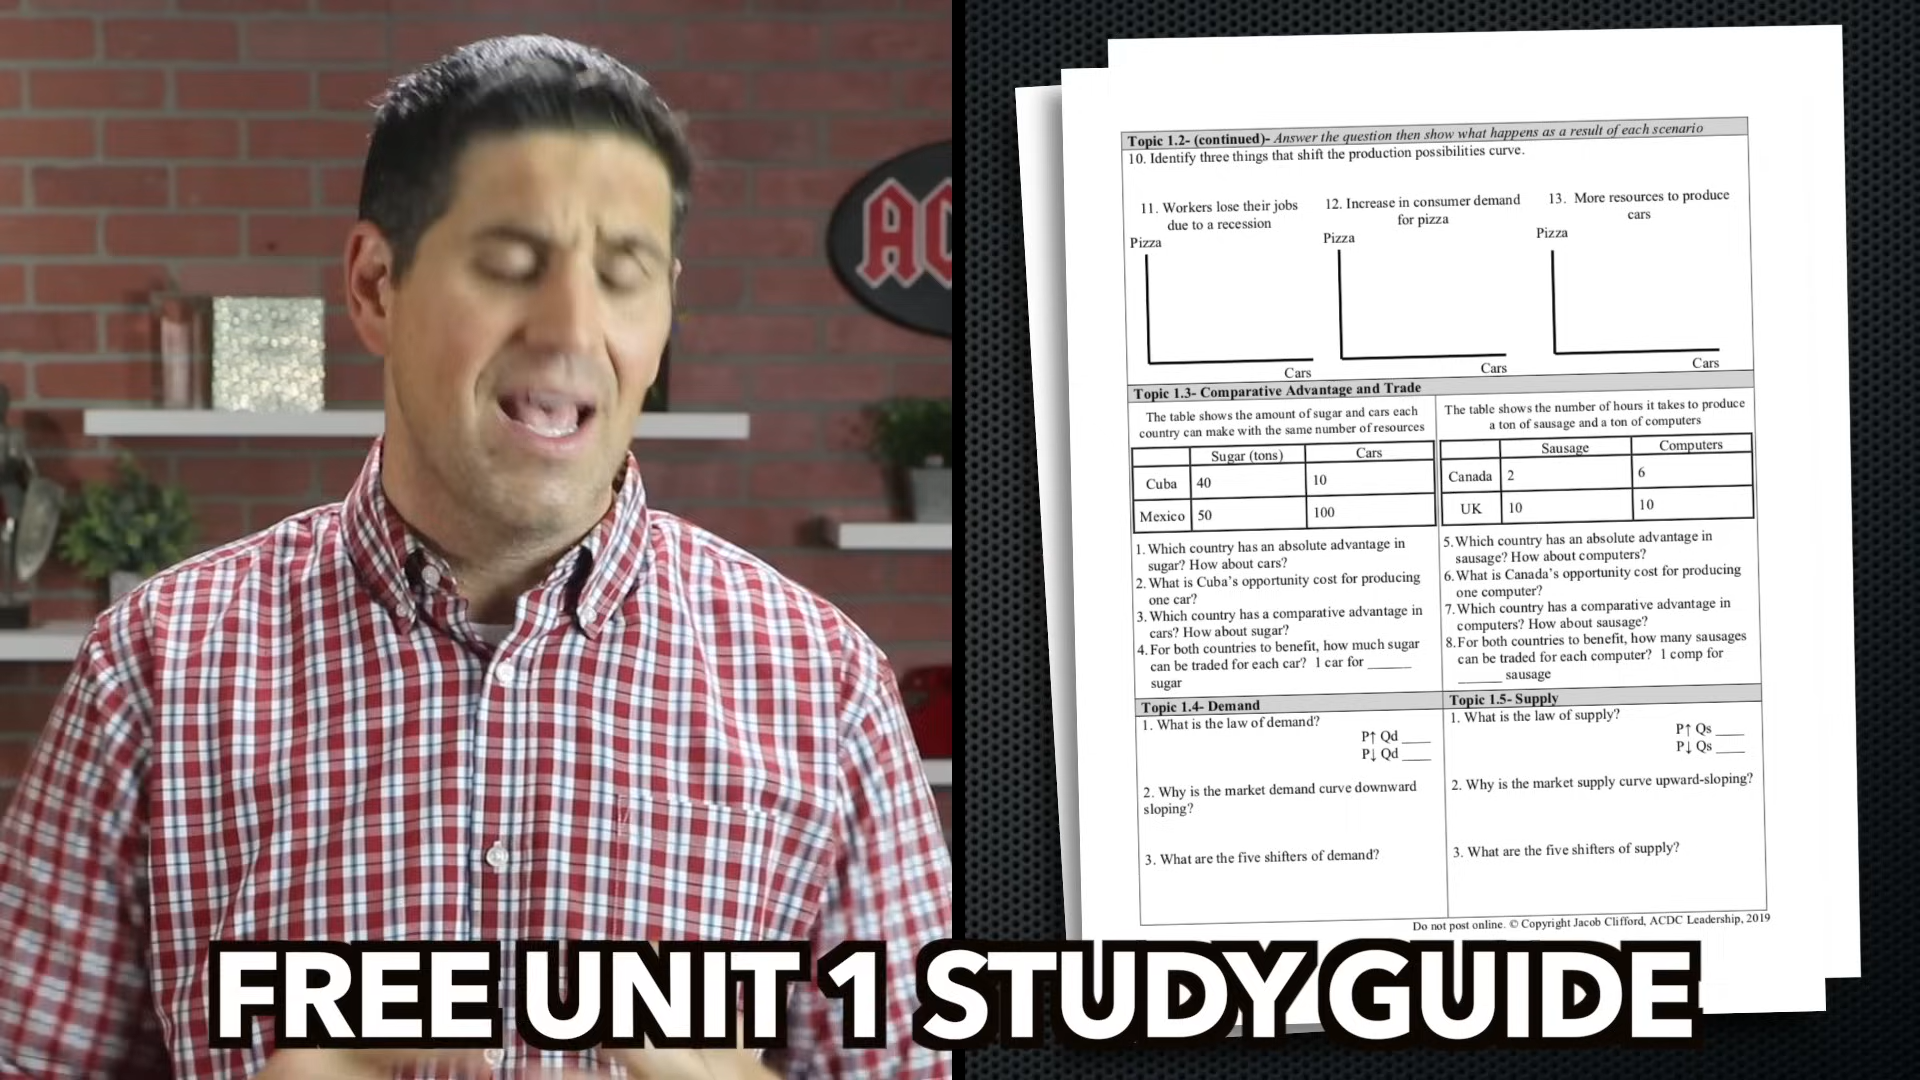 AC
Topic 1.2- (continued)- Answer the question then show what happens as a result of each scenario
10. Identify three things that shift the production possibilities curve.
11. Workers lose their jobs
due to a recession
Pizza
Cars
12. Increase in consumer demand
for pizza
Pizza
Cars
13. More resources to produce
cars
Pizza
Cars
Topic 1.3- Comparative Advantage and Trade
The table shows the amount of sugar and cars each
country can make with the same number of resources
Sugar (tons) Cars
Cuba 40 10
Mexico 50 100
1. Which country has an absolute advantage in
sugar? How about cars?
2. What is Cuba's opportunity cost for producing
one car?
3. Which country has a comparative advantage in
cars? How about sugar?
4. For both countries to benefit, how much sugar
can be traded for each car? 1 car for ______
sugar
The table shows the number of hours it takes to produce
a ton of sausage and a ton of computers
Sausage Computers
Canada 2 6
UK 10 10
5. Which country has an absolute advantage in
sausage? How about computers?
6. What is Canada's opportunity cost for producing
one computer?
7. Which country has a comparative advantage in
computers? How about sausage?
8. For both countries to benefit, how many sausages
can be traded for each computer? 1 comp for
______ sausage
Topic 1.4- Demand
1. What is the law of demand?
P↑ Qd ____
P↓ Qd ____
2. Why is the market demand curve downward
sloping?
3. What are the five shifters of demand?
Topic 1.5- Supply
1. What is the law of supply?
P↑ Qs ____
P↓ Qs ____
2. Why is the market supply curve upward-sloping?
3. What are the five shifters of supply?
Do not post online. © Copyright Jacob Clifford, ACDC Leadership, 2019
FREE UNIT 1 STUDY GUIDE